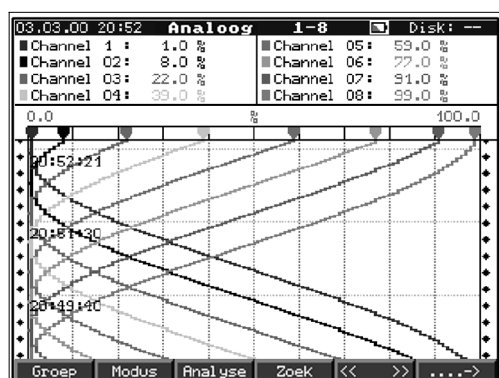 03.03.00 20:52 Analoog 1-8 Disk: --
Channel 1 : 1.0 % Channel 05: 59.0 %
Channel 02: 8.0 % Channel 06: 77.0 %
Channel 03: 22.0 % Channel 07: 91.0 %
Channel 04: 39.0 % Channel 08: 99.0 %
0.0 % 100.0
20:52:21
20:51:30
20:49:40
Groep Modus Analyse Zoek << >> ....->